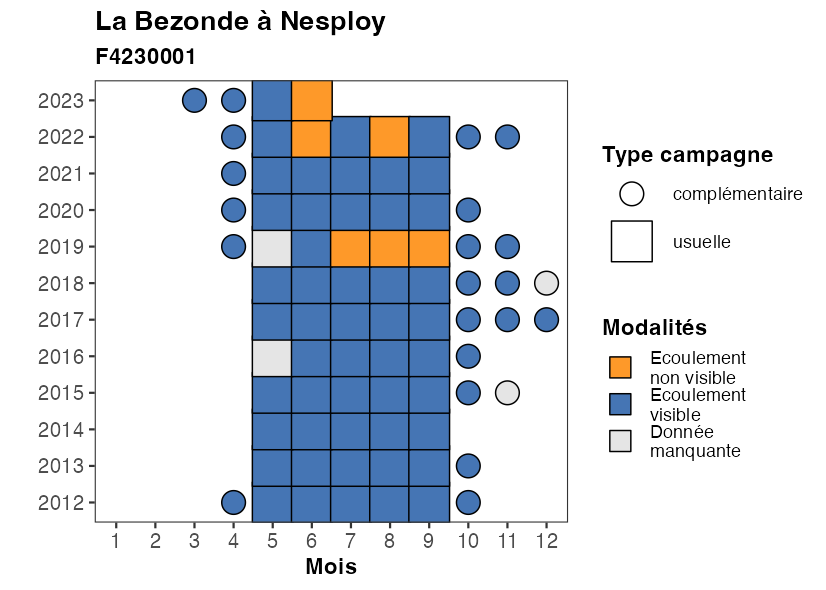 La Bezonde à Nesploy
F4230001
2023
2022
2021
2020
2019
2018
2017
2016
2015
2014
2013
2012
1 2 3 4 5 6 7 8 9 10 11 12
Mois
Type campagne
complémentaire
usuelle
Modalités
Ecoulement
non visible
Ecoulement
visible
Donnée
manquante